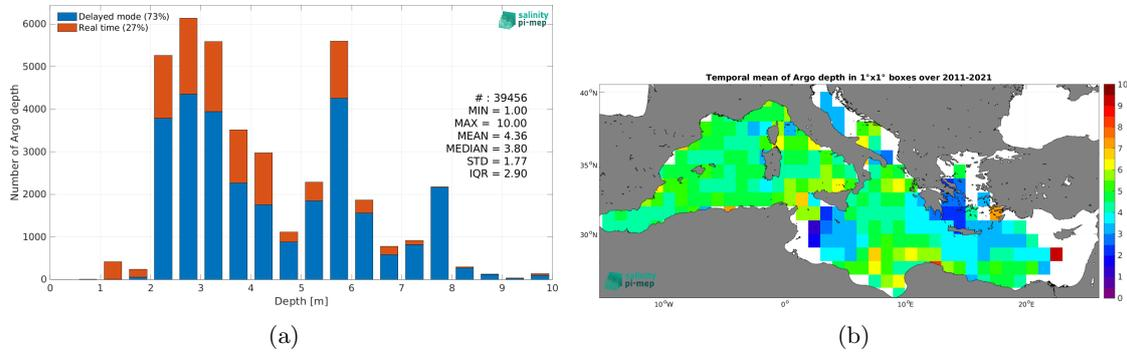 Delayed mode (73%)
Real time (27%)
salinity
pi-mep
Number of Argo depth
6000
5000
4000
3000
2000
1000
0
# : 39456
MIN = 1.00
MAX = 10.00
MEAN = 4.36
MEDIAN = 3.80
STD = 1.77
IQR = 2.90
0 1 2 3 4 5 6 7 8 9 10
Depth [m]
(a)
Temporal mean of Argo depth in 1°x1° boxes over 2011-2021
40°N
35°N
30°N
10°W 0° 10°E 20°E
10
9
8
7
6
5
4
3
2
1
0
salinity
pi-mep
(b)